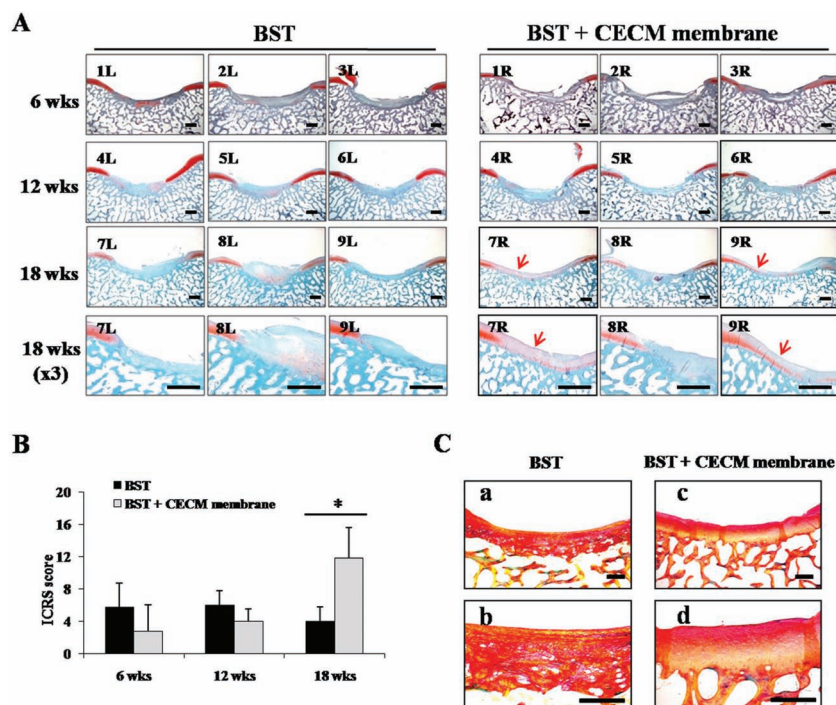 A
BST
BST + CECM membrane
1L 2L 3L 1R 2R 3R
6 wks
4L 5L 6L 4R 5R 6R
12 wks
7L 8L 9L 7R 8R 9R
18 wks
7L 8L 9L 7R 8R 9R
18 wks
(x3)
B
20
16
12
8
4
0
ICRS score
BST
BST + CECM membrane
*
6 wks 12 wks 18 wks
C
BST BST + CECM membrane
a c
b d